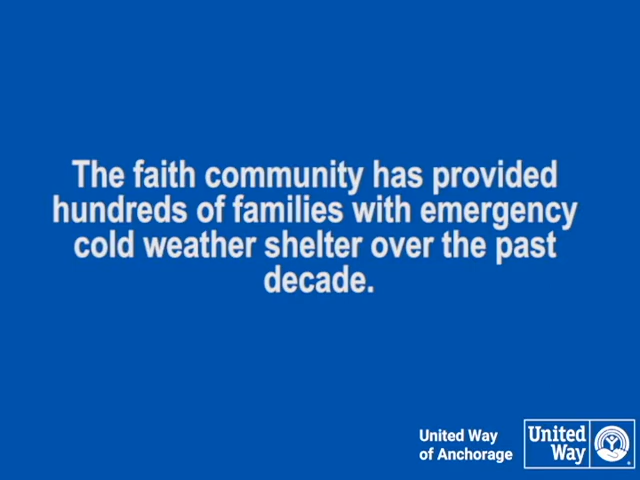 The faith community has provided
hundreds of families with emergency
cold weather shelter over the past
decade.
United Way
of Anchorage
United
Way